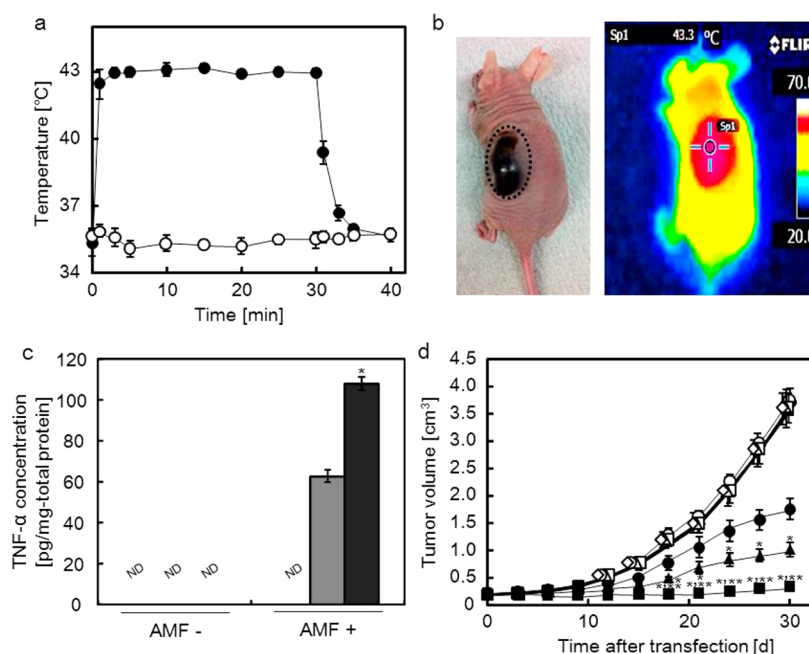 a
Temperature [°C]
43
40
36
34
0
10
20
30
40
Time [min]
b
Sp1 43.3 °C
FLIR
70.0
Sp1
20.0
c
TNF-α concentration
[pg/mg-total protein]
120
100
80
60
40
20
0
ND
ND
ND
ND
*
AMF -
AMF +
d
Tumor volume [cm³]
4.5
4.0
3.5
3.0
2.5
2.0
1.5
1.0
0.5
0
* * *
*,** *,** *,** *,** *,**
0
10
20
30
Time after transfection [d]